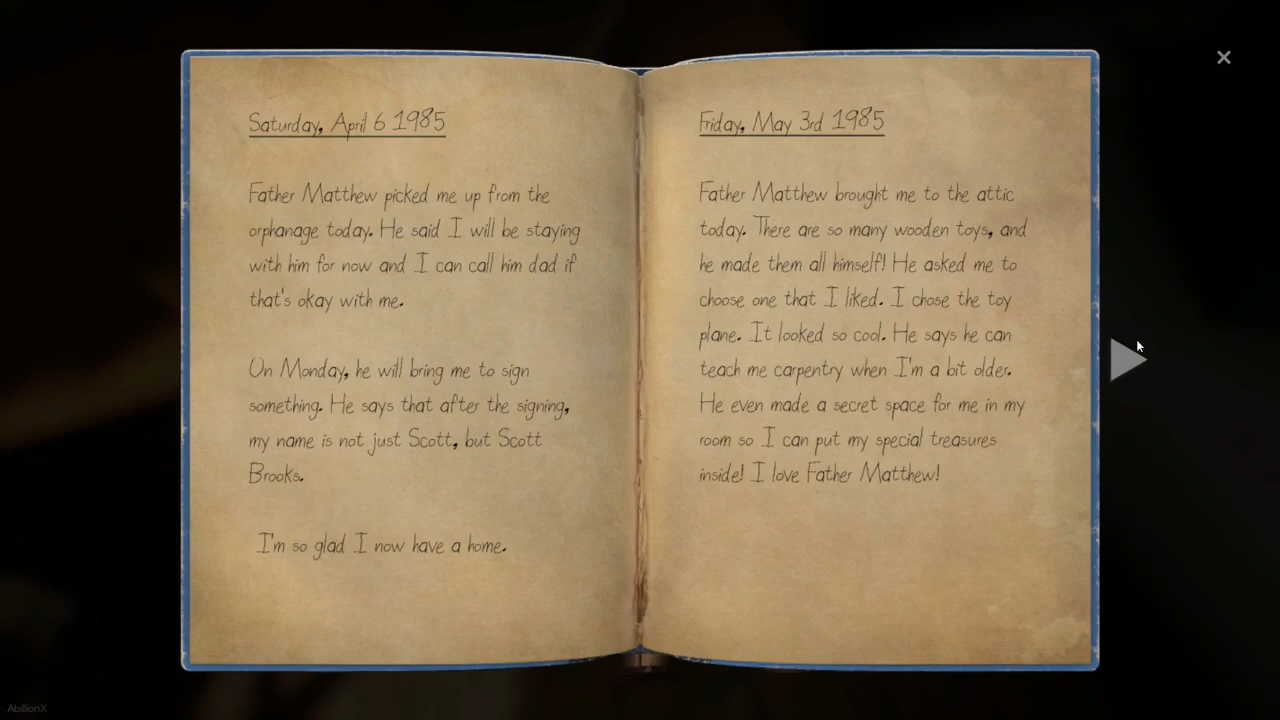 Saturday, April 6 1985
Father Matthew picked me up from the
orphanage today. He said I will be staying
with him for now and I can call him dad if
that's okay with me.
On Monday, he will bring me to sign
something. He says that after the signing,
my name is not just Scott, but Scott
Brooks.
I'm so glad I now have a home.
Friday, May 3rd 1985
Father Matthew brought me to the attic
today. There are so many wooden toys, and
he made them all himself! He asked me to
choose one that I liked. I chose the toy
plane. It looked so cool. He says he can
teach me carpentry when I'm a bit older.
He even made a secret space for me in my
room so I can put my special treasures
inside! I love Father Matthew!
AbillionX